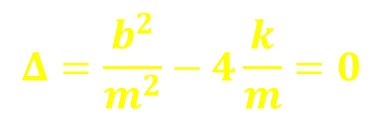 Δ = b²/m² − 4 k/m = 0